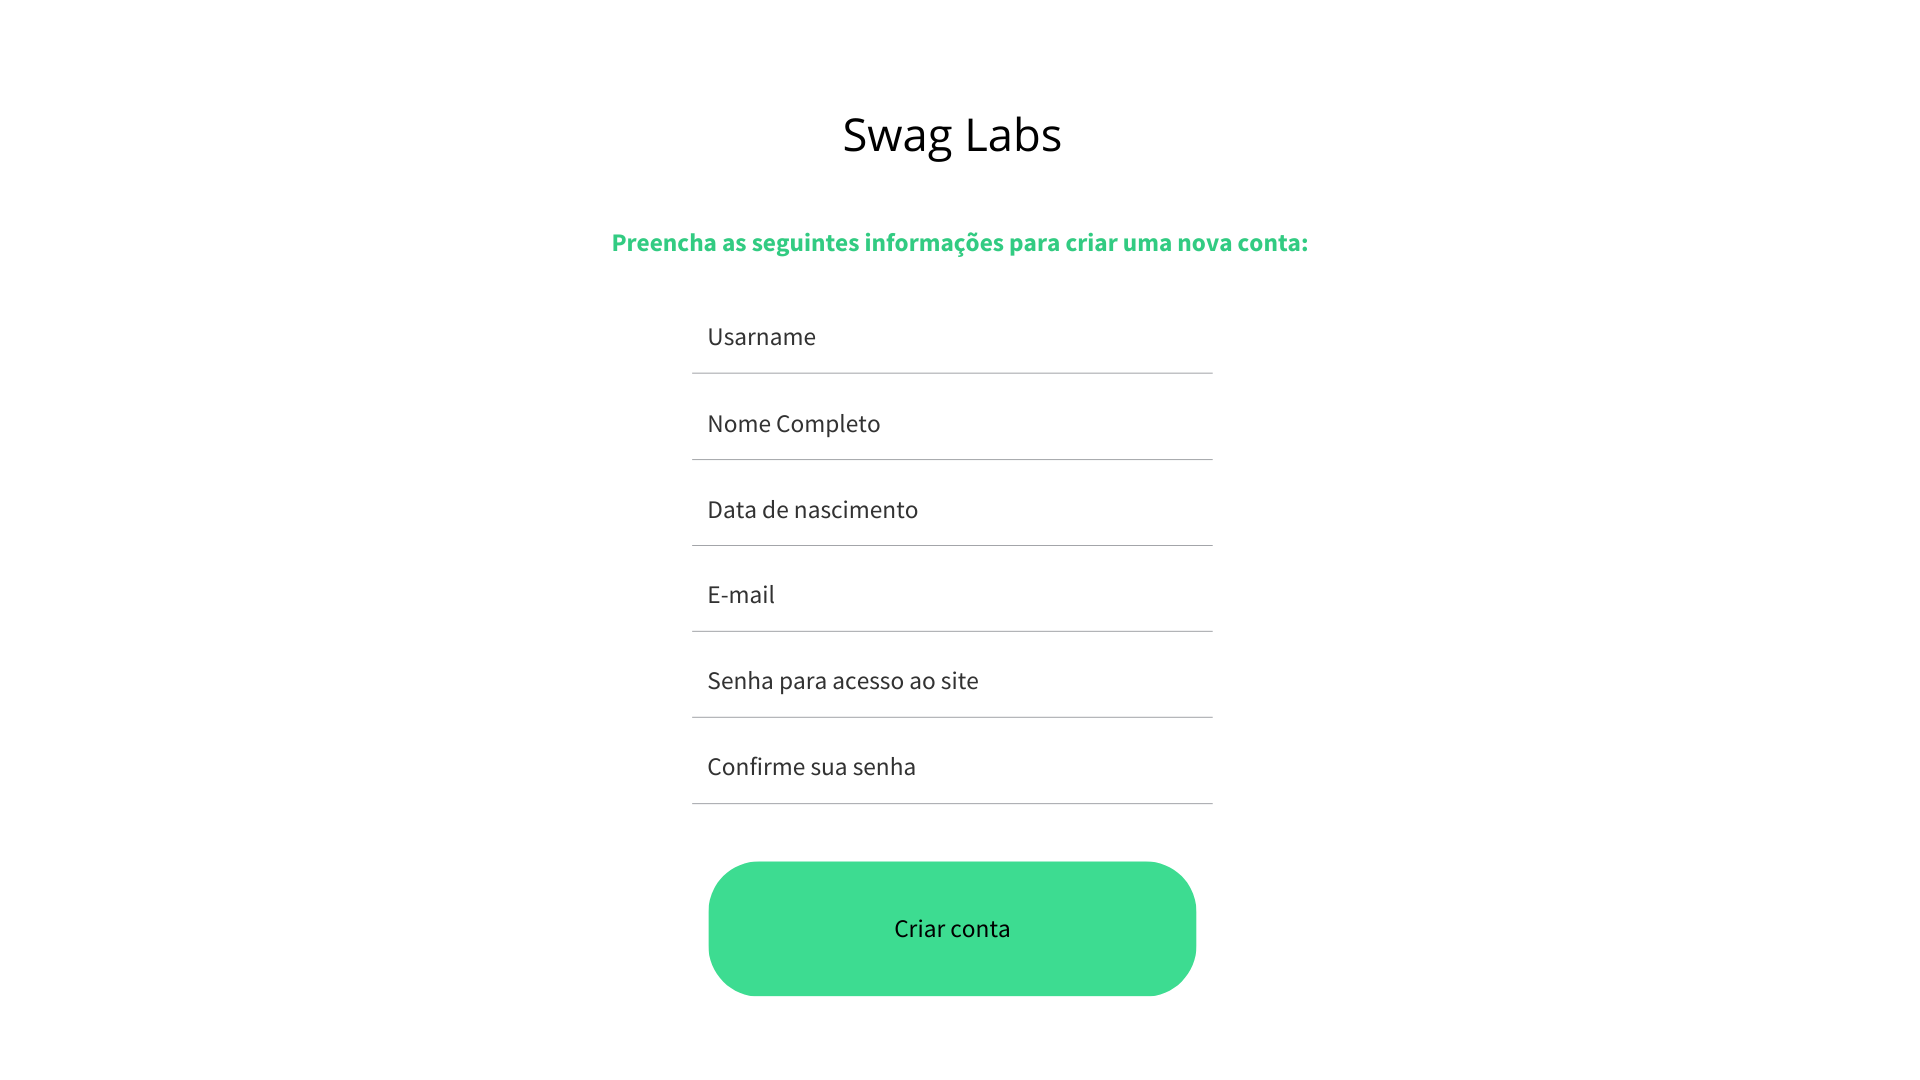 Swag Labs
Preencha as seguintes informações para criar uma nova conta:
Usarname
Nome Completo
Data de nascimento
E-mail
Senha para acesso ao site
Confirme sua senha
Criar conta